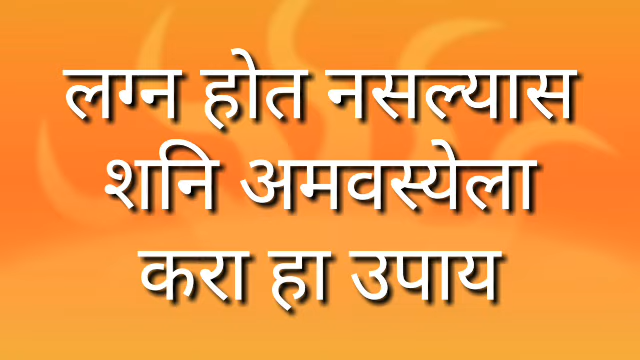 लग्न होत नसल्यास
शनि अमवस्येला
करा हा उपाय